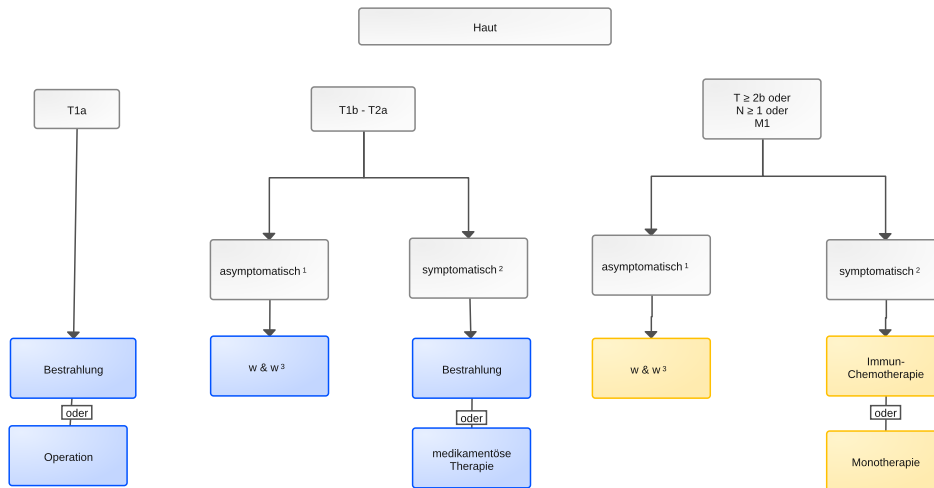 Haut
T1a
T1b - T2a
T ≥ 2b oder
N ≥ 1 oder
M1
asymptomatisch 1
symptomatisch 2
asymptomatisch 1
symptomatisch 2
Bestrahlung
w & w 3
Bestrahlung
w & w 3
Immun-
Chemotherapie
oder
oder
oder
Operation
medikamentöse
Therapie
Monotherapie